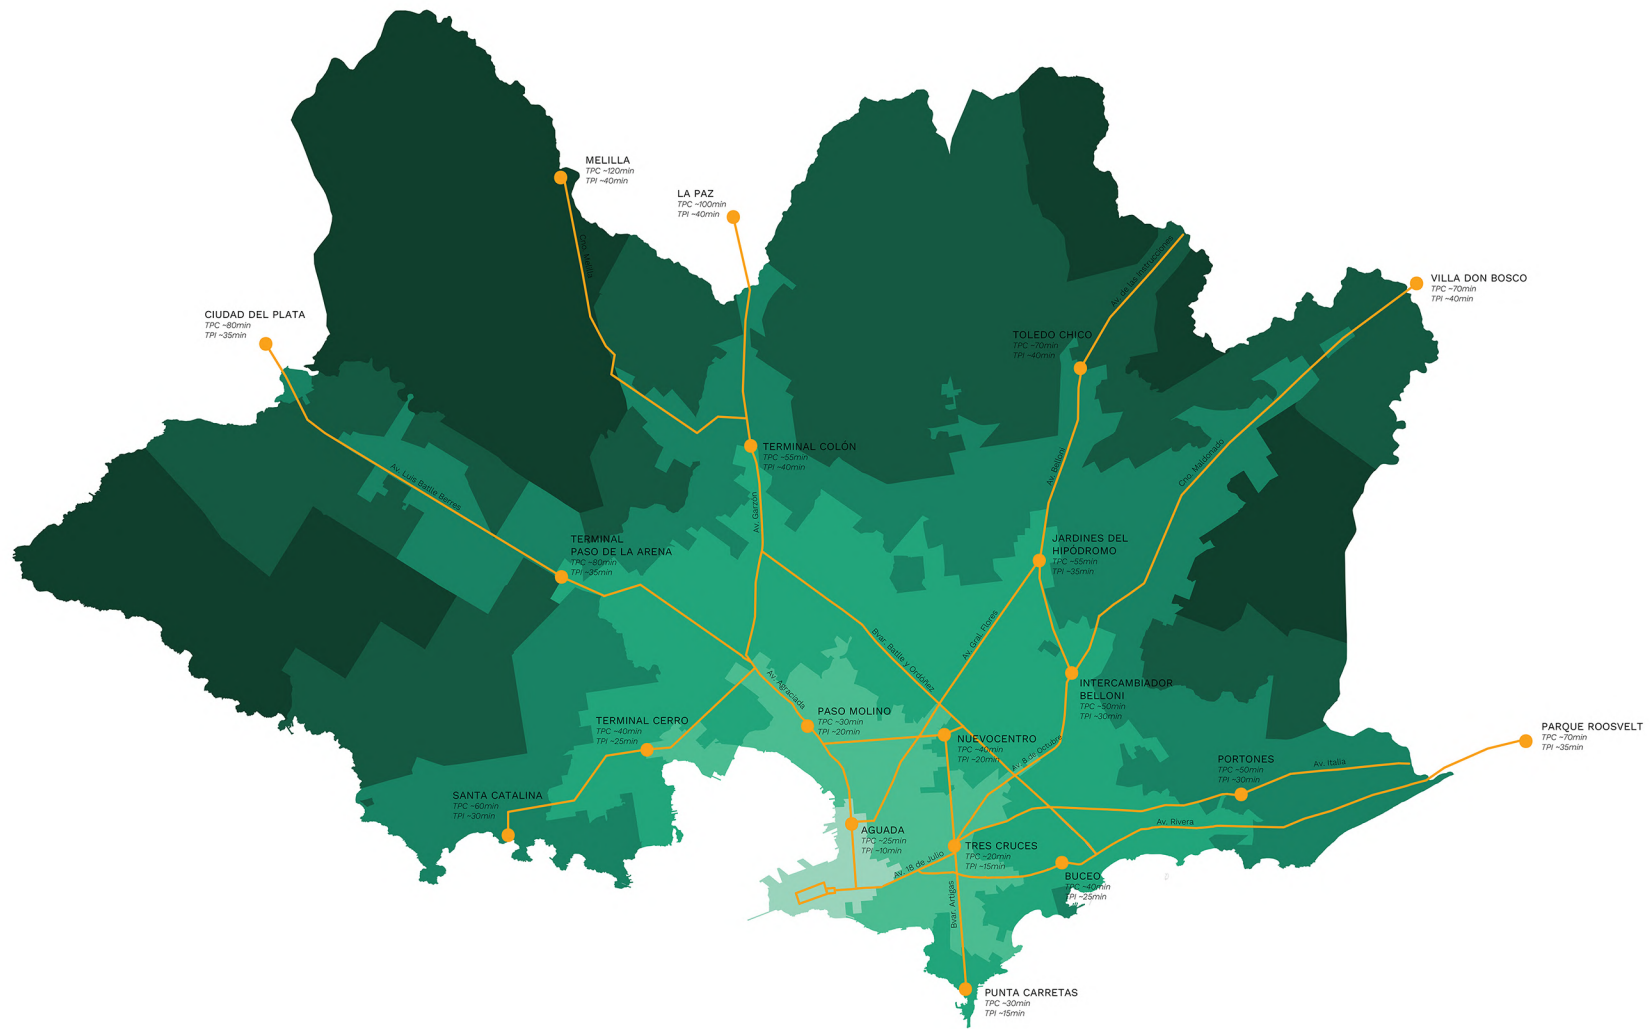 MELILLA
TPC ~120min
TPI ~40min
Cno. Melilla
LA PAZ
TPC ~100min
TPI ~40min
Av. de las Instrucciones
VILLA DON BOSCO
TPC ~70min
TPI ~40min
CIUDAD DEL PLATA
TPC ~80min
TPI ~35min
TOLEDO CHICO
TPC ~70min
TPI ~40min
TERMINAL COLÓN
TPC ~55min
TPI ~40min
Av. Luis Batlle Berres
Av. Belloni
Cno. Maldonado
Av. Garzón
TERMINAL
PASO DE LA ARENA
TPC ~80min
TPI ~35min
JARDINES DEL
HIPÓDROMO
TPC ~55min
TPI ~35min
Av. Gral. Flores
Bvar. Batlle y Ordóñez
Av. Agraciada
INTERCAMBIADOR
BELLONI
TPC ~50min
TPI ~30min
TERMINAL CERRO
TPC ~40min
TPI ~25min
PASO MOLINO
TPC ~30min
TPI ~20min
NUEVOCENTRO
TPC ~40min
TPI ~20min
Av. 8 de Octubre
PARQUE ROOSVELT
TPC ~70min
TPI ~35min
PORTONES
TPC ~50min
TPI ~30min
Av. Italia
SANTA CATALINA
TPC ~60min
TPI ~30min
Av. Rivera
AGUADA
TPC ~25min
TPI ~10min
TRES CRUCES
TPC ~20min
TPI ~15min
Av. 18 de Julio
BUCEO
TPC ~40min
TPI ~25min
Bvar. Artigas
PUNTA CARRETAS
TPC ~30min
TPI ~15min